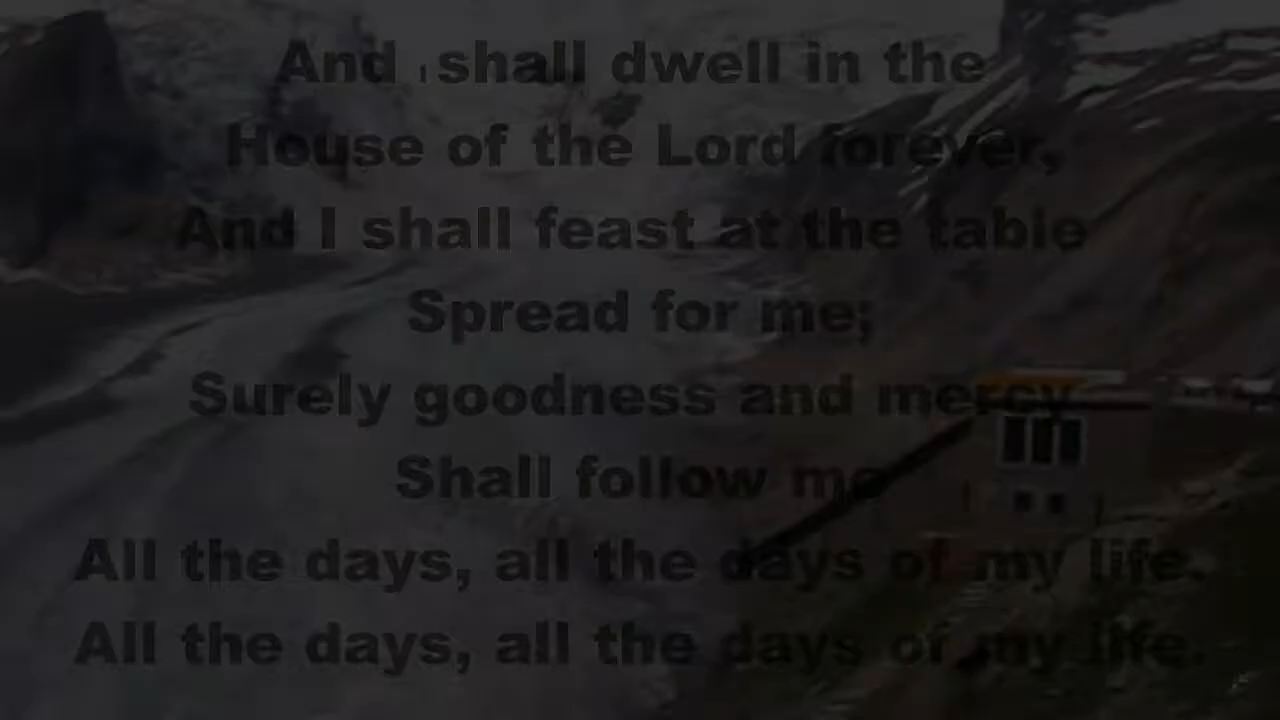 And I shall dwell in the
House of the Lord forever,
And I shall feast at the table
Spread for me;
Surely goodness and mercy
Shall follow me
All the days, all the days of my life.
All the days, all the days of my life.